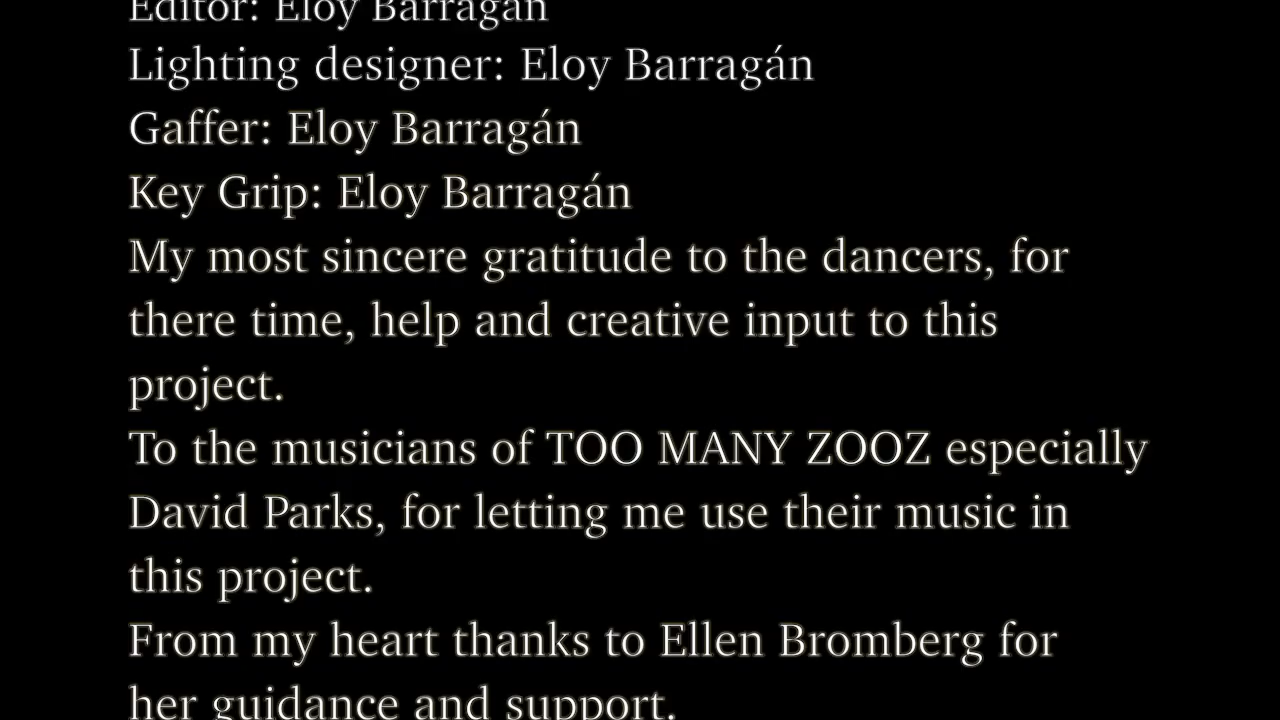 Editor: Eloy Barragán
Lighting designer: Eloy Barragán
Gaffer: Eloy Barragán
Key Grip: Eloy Barragán
My most sincere gratitude to the dancers, for
there time, help and creative input to this
project.
To the musicians of TOO MANY ZOOZ especially
David Parks, for letting me use their music in
this project.
From my heart thanks to Ellen Bromberg for
her guidance and support.